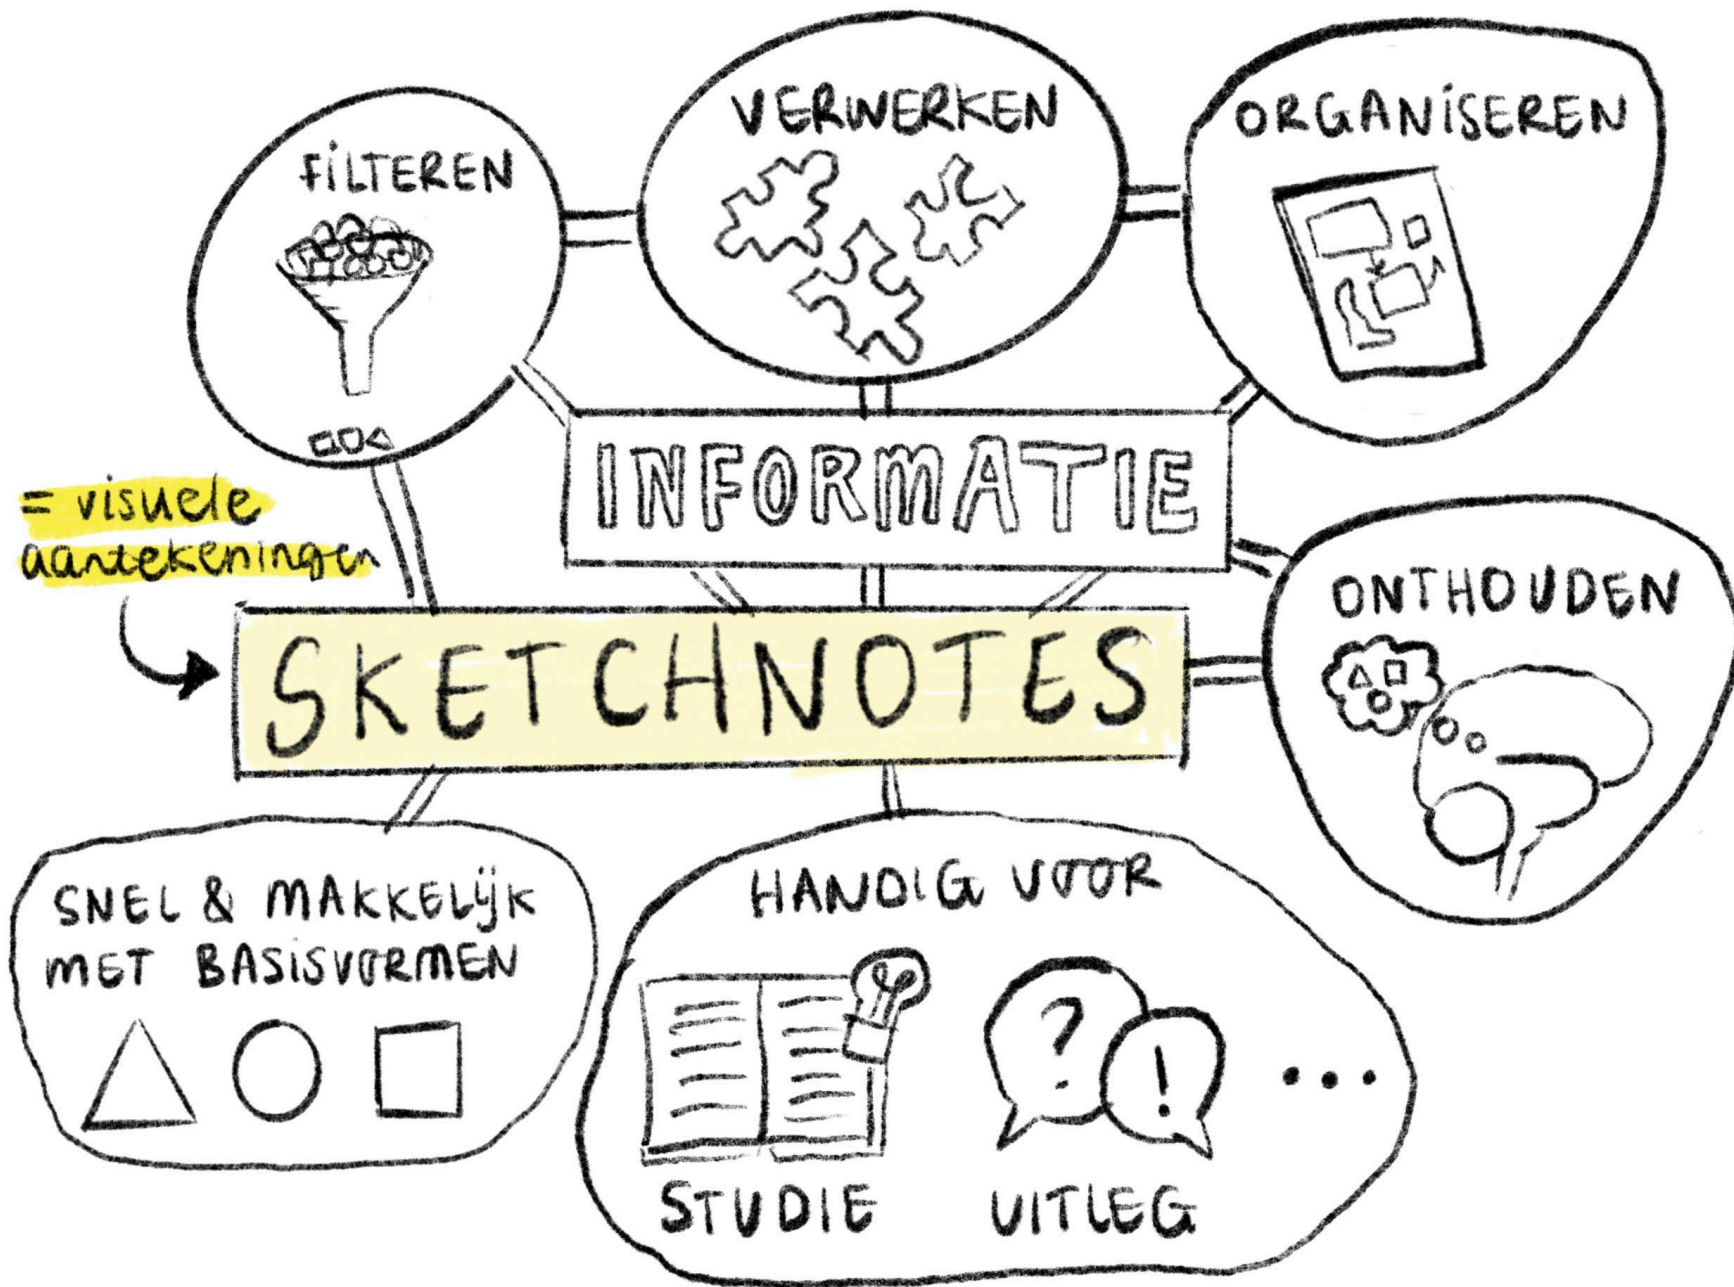 FILTEREN
VERWERKEN
ORGANISEREN
INFORMATIE
= visuele
aantekeningen
SKETCHNOTES
ONTHOUDEN
SNEL & MAKKELIJK
MET BASISVORMEN
HANDIG VOOR
?
!
...
STUDIE
UITLEG